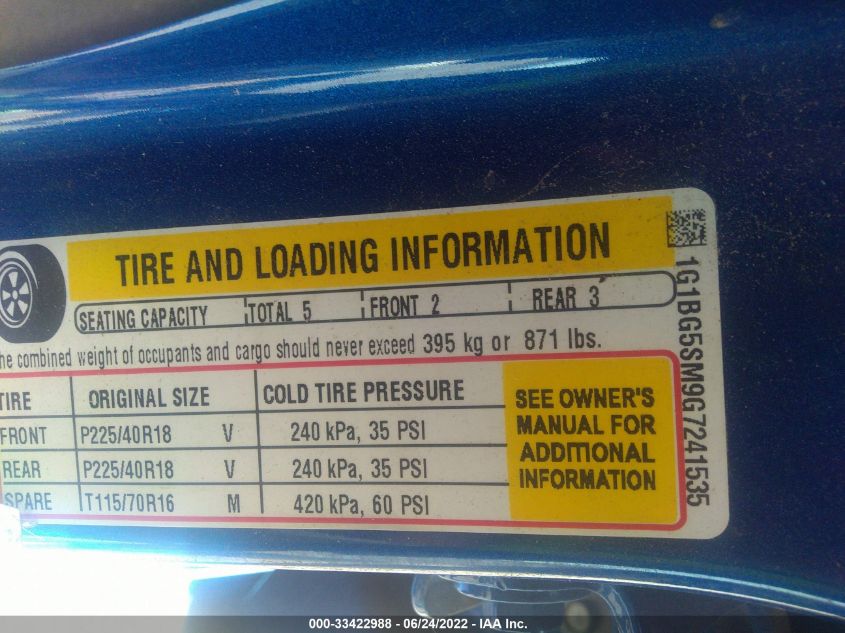 TIRE AND LOADING INFORMATION
SEATING CAPACITY TOTAL 5 FRONT 2 REAR 3
he combined weight of occupants and cargo should never exceed 395 kg or 871 lbs.
TIRE ORIGINAL SIZE COLD TIRE PRESSURE
FRONT P225/40R18 V 240 kPa, 35 PSI
REAR P225/40R18 V 240 kPa, 35 PSI
SPARE T115/70R16 M 420 kPa, 60 PSI
SEE OWNER'S
MANUAL FOR
ADDITIONAL
INFORMATION
1G1BG5SM9G7241535
000-33422988 - 06/24/2022 - IAA Inc.